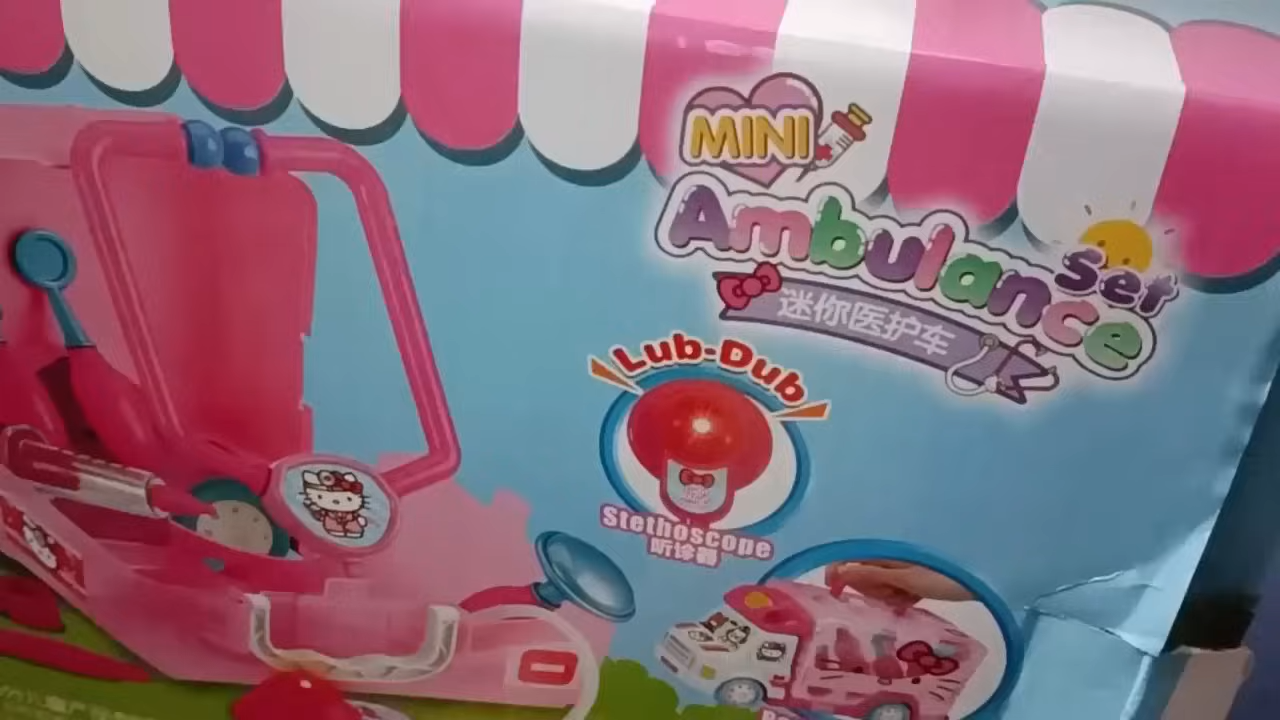 MINI
Ambulance
Set
迷你医护车
Lub-Dub
Stethoscope
听诊器